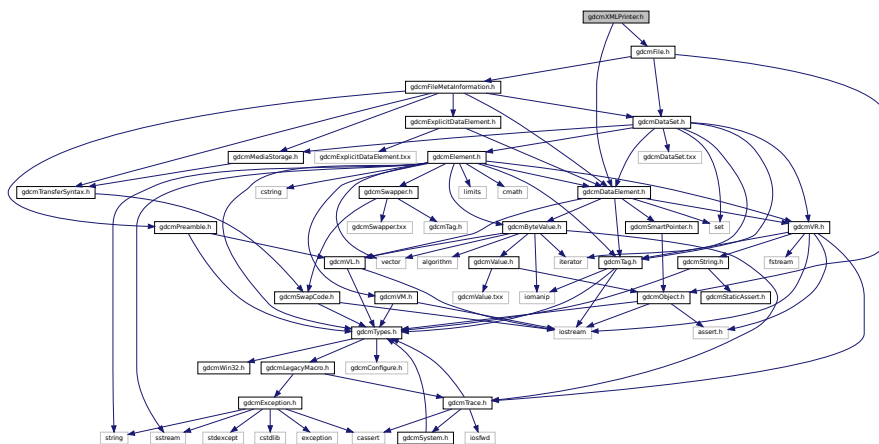 gdcmXMLPrinter.h
gdcmFile.h
gdcmFileMetaInformation.h
gdcmExplicitDataElement.h
gdcmDataSet.h
gdcmMediaStorage.h
gdcmExplicitDataElement.txx
gdcmElement.h
gdcmDataSet.txx
gdcmTransferSyntax.h
cstring
gdcmSwapper.h
limits
cmath
gdcmDataElement.h
gdcmPreamble.h
gdcmSwapper.txx
gdcmTag.h
gdcmByteValue.h
gdcmSmartPointer.h
set
gdcmVR.h
gdcmVL.h
vector
algorithm
gdcmValue.h
iterator
gdcmTag.h
gdcmString.h
fstream
gdcmSwapCode.h
gdcmVM.h
gdcmValue.txx
iomanip
gdcmObject.h
gdcmStaticAssert.h
gdcmTypes.h
iostream
assert.h
gdcmWin32.h
gdcmLegacyMacro.h
gdcmConfigure.h
gdcmException.h
gdcmTrace.h
string
sstream
stdexcept
cstdlib
exception
cassert
gdcmSystem.h
iosfwd